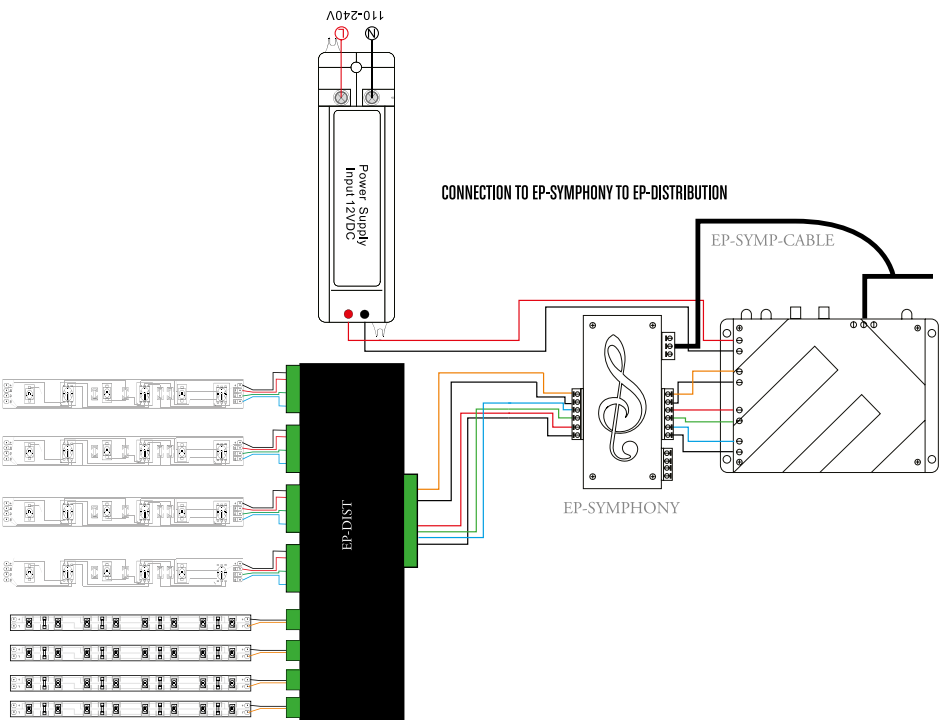 110-240V
L
N
Power Supply
Input 12VDC
CONNECTION TO EP-SYMPHONY TO EP-DISTRIBUTION
EP-SYMP-CABLE
EP-SYMPHONY
EP-DIST